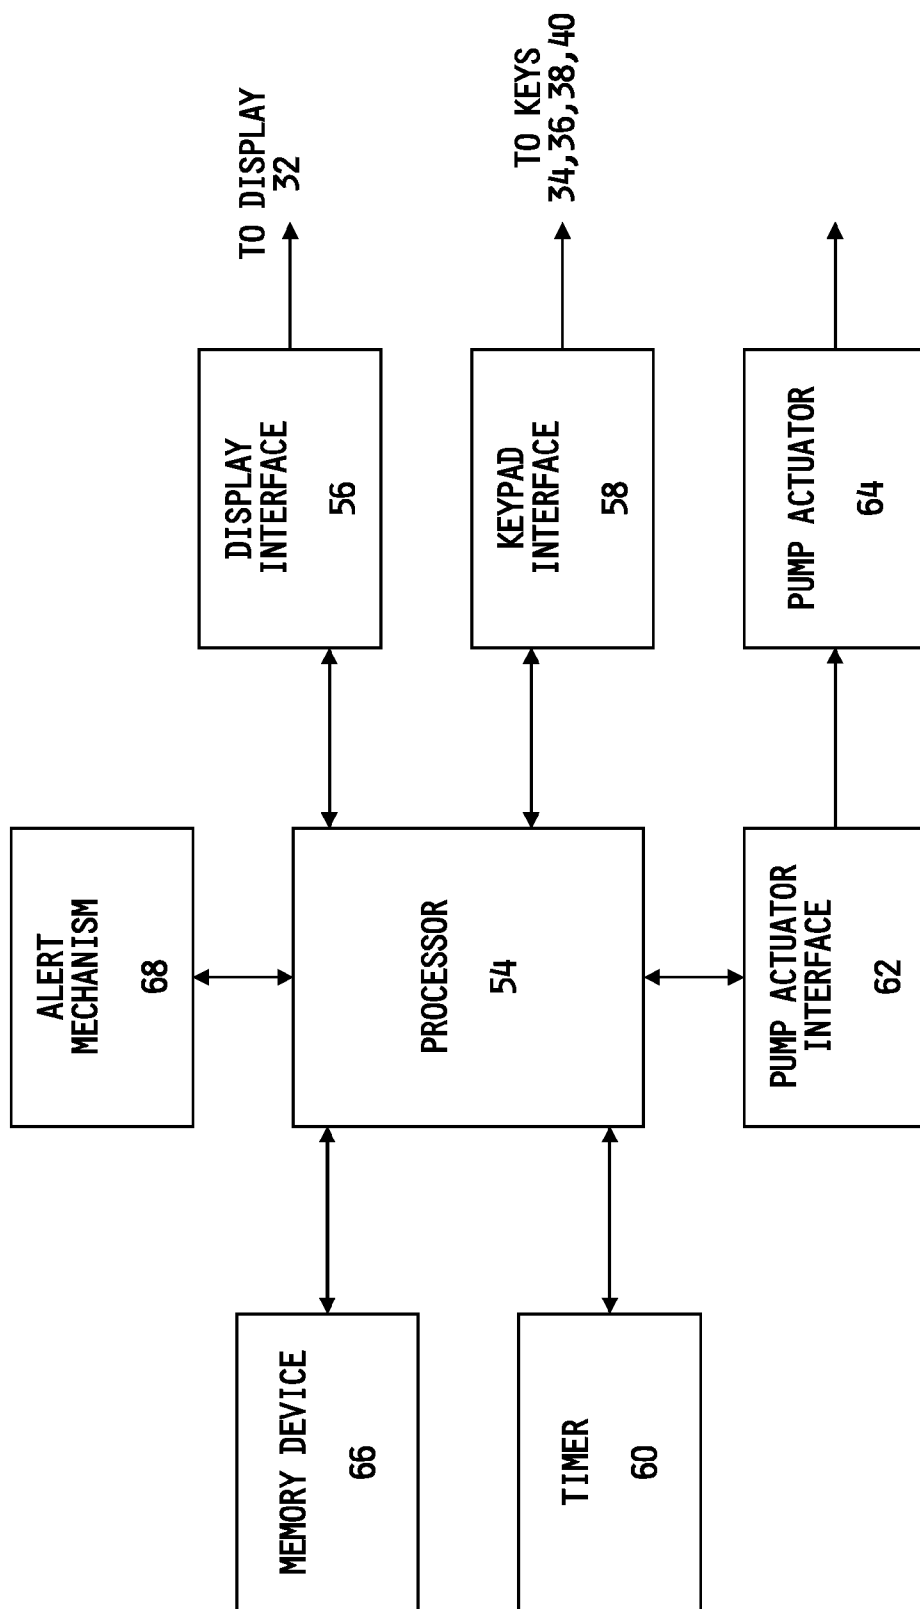 ALERT
MECHANISM
68
MEMORY DEVICE
66
TIMER
60
PROCESSOR
54
DISPLAY
INTERFACE
56
TO DISPLAY
32
KEYPAD
INTERFACE
58
TO KEYS
34,36,38,40
PUMP ACTUATOR
INTERFACE
62
PUMP ACTUATOR
64